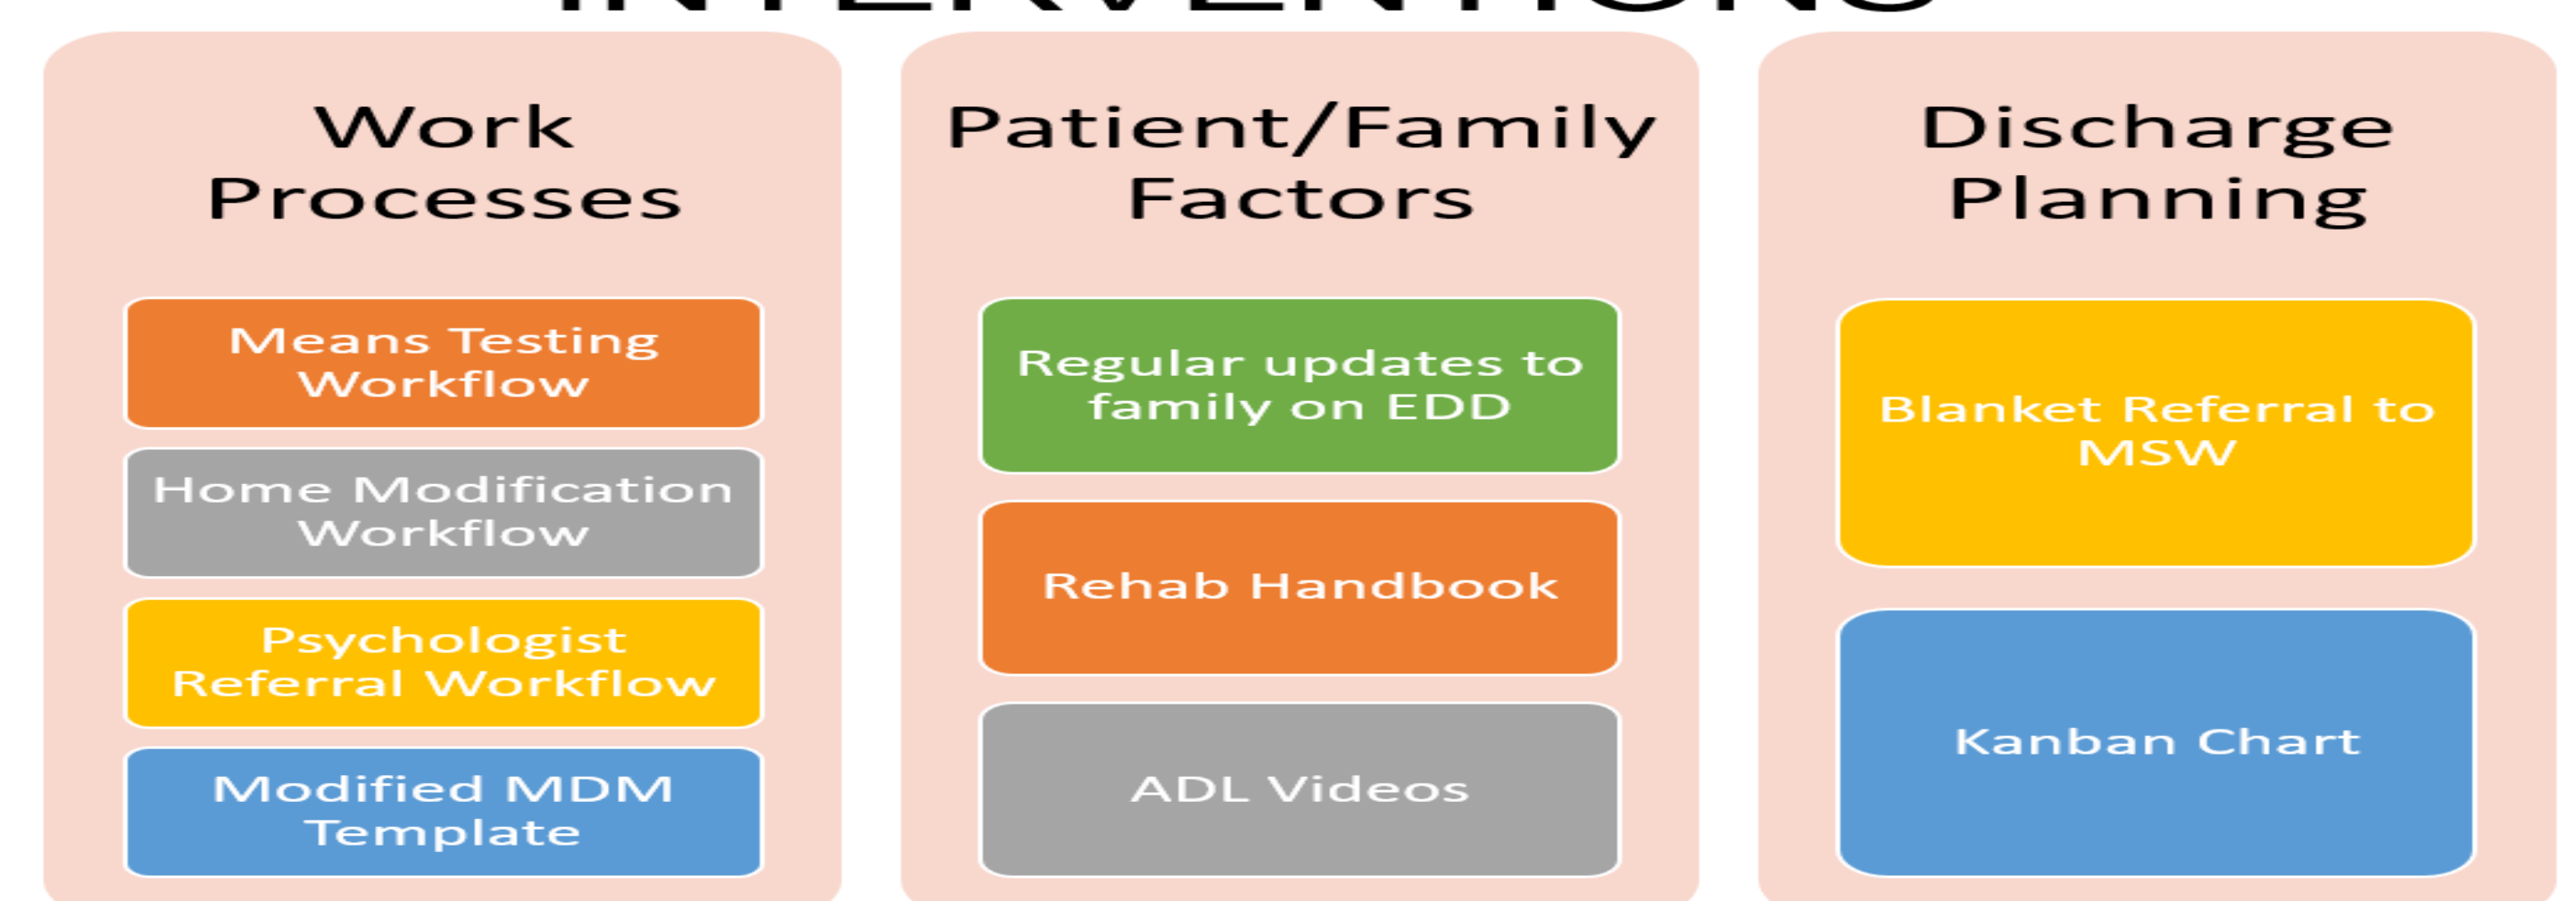 INTERVENTIONS
Work
Processes
Means Testing
Workflow
Home Modification
Workflow
Psychologist
Referral Workflow
Modified MDM
Template
Patient/Family
Factors
Regular updates to
family on EDD
Rehab Handbook
ADL Videos
Discharge
Planning
Blanket Referral to
MSW
Kanban Chart